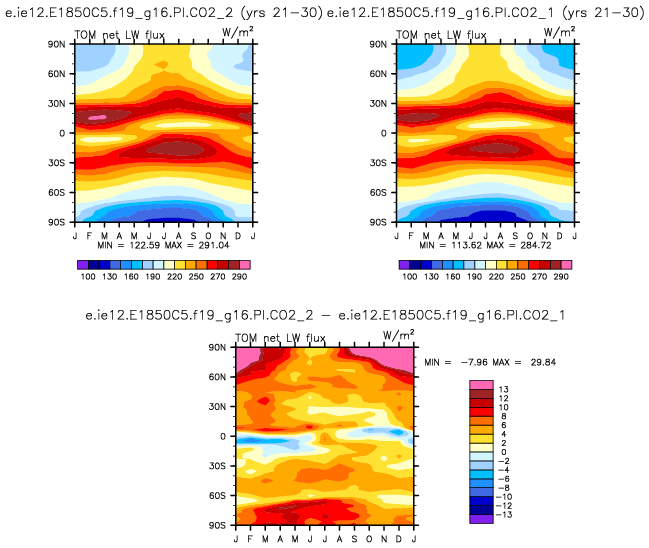 e.ie12.E1850C5.f19_g16.PI.CO2_2 (yrs 21-30) e.ie12.E1850C5.f19_g16.PI.CO2_1 (yrs 21-30)
TOM net LW flux W/m²
90N
60N
30N
0
30S
60S
90S
J F M A M J J A S O N D J
MIN = 122.59 MAX = 291.04
100 130 160 190 220 250 270 290
TOM net LW flux W/m²
90N
60N
30N
0
30S
60S
90S
J F M A M J J A S O N D J
MIN = 113.62 MAX = 284.72
100 130 160 190 220 250 270 290
e.ie12.E1850C5.f19_g16.PI.CO2_2 - e.ie12.E1850C5.f19_g16.PI.CO2_1
TOM net LW flux W/m²
90N
60N
30N
0
30S
60S
90S
J F M A M J J A S O N D J
MIN = -7.96 MAX = 29.84
13
12
10
8
6
4
2
0
-2
-4
-6
-8
-10
-12
-13